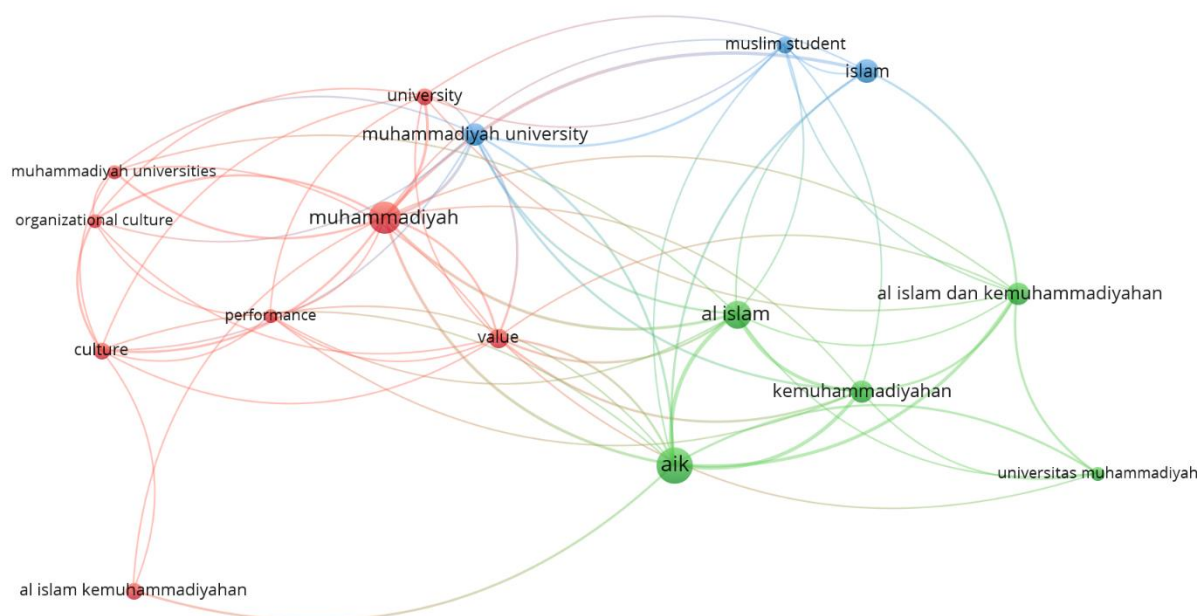 muslim student
islam
university
muhammadiyah university
muhammadiyah universities
organizational culture
muhammadiyah
al islam dan kemuhammadiyahan
performance
al islam
culture
value
kemuhammadiyahan
aik
universitas muhammadiyah
al islam kemuhammadiyahan